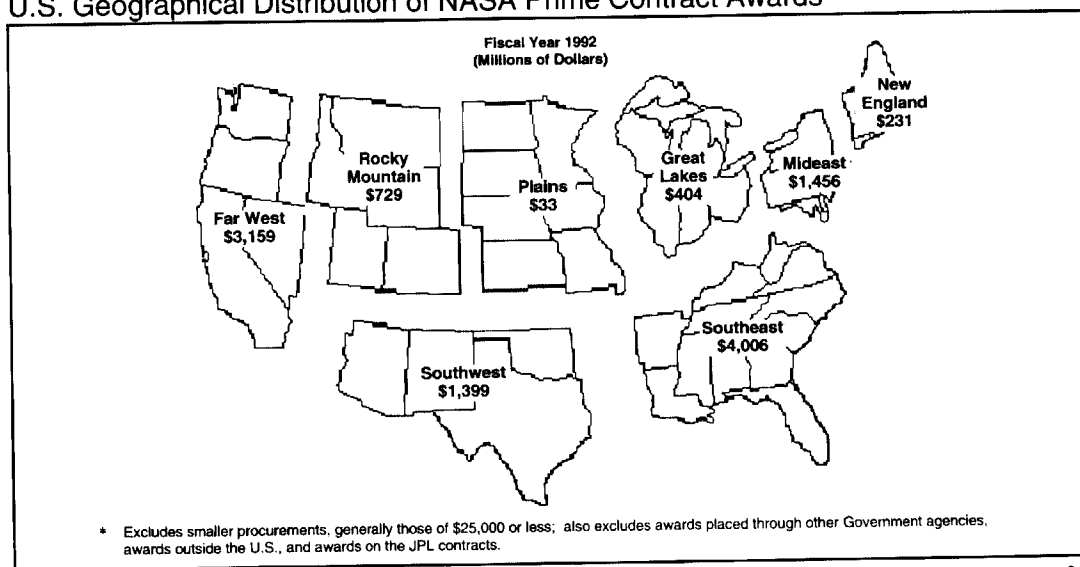 U.S. Geographical Distribution of NASA Prime Contract Awards
Fiscal Year 1992
(Millions of Dollars)
New
England
$231
Rocky
Mountain
$729
Great
Lakes
$404
Mideast
$1,456
Plains
$33
Far West
$3,159
Southeast
$4,006
Southwest
$1,399
* Excludes smaller procurements, generally those of $25,000 or less; also excludes awards placed through other Government agencies,
awards outside the U.S., and awards on the JPL contracts.